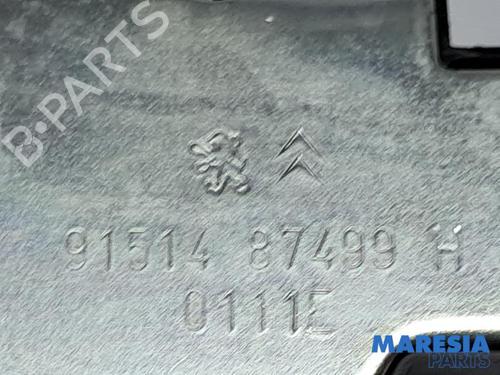 B-PARTS
91514 87499 H
0111E
MARESIA
PARTS